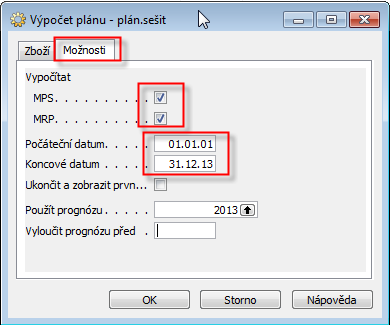 Výpočet plánu - plán.sešit
Zboží Možnosti
Vypočítat
MPS . . . . . . . . . .
MRP . . . . . . . . . .
Počáteční datum. . . . . 01.01.01
Koncové datum . . . . . 31.12.13
Ukončit a zobrazit prvn...
Použít prognózu . . . . . 2013
Vyloučit prognózu před .
OK Storno Nápověda